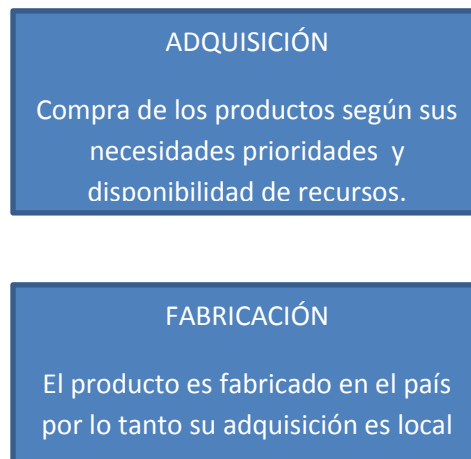 ADQUISICIÓN
Compra de los productos según sus
necesidades prioridades y
disponibilidad de recursos.
FABRICACIÓN
El producto es fabricado en el país
por lo tanto su adquisición es local